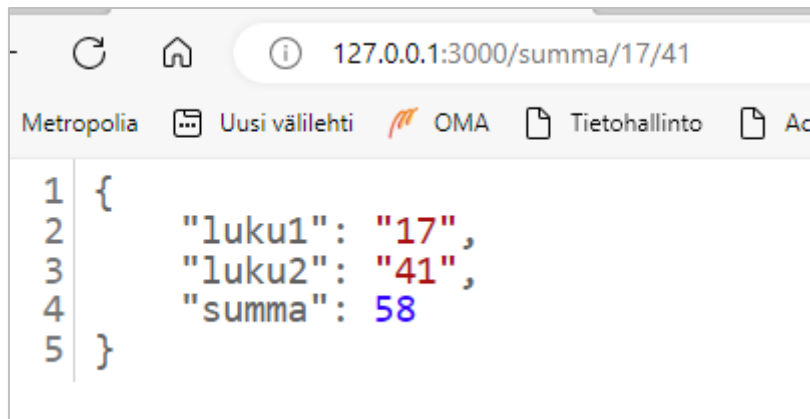 127.0.0.1:3000/summa/17/41
Metropolia Uusi välilehti OMA Tietohallinto
1 {
2 "luku1": "17",
3 "luku2": "41",
4 "summa": 58
5 }